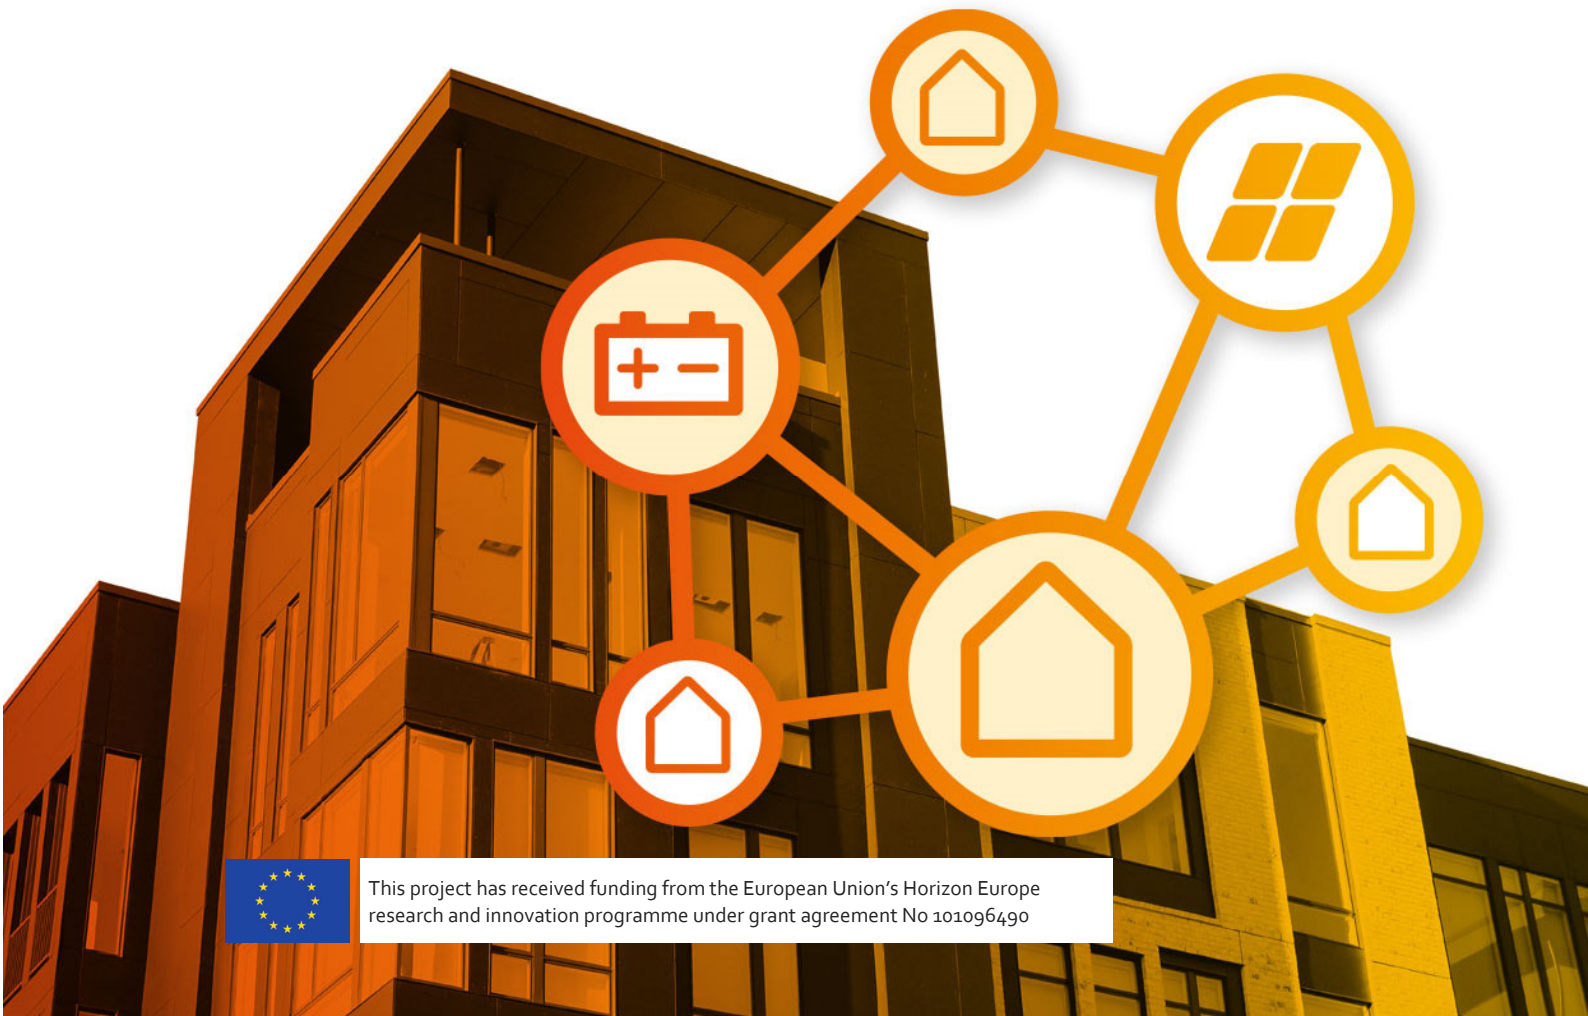 This project has received funding from the European Union’s Horizon Europe
research and innovation programme under grant agreement No 101096490